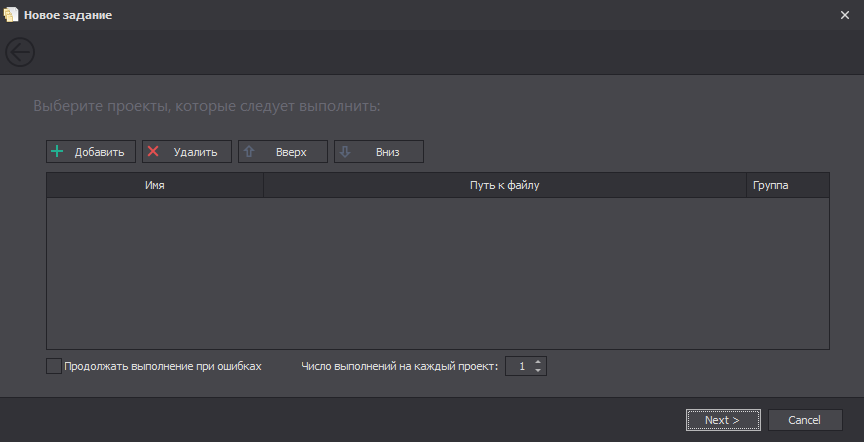 Новое задание
Выберите проекты, которые следует выполнить:
Добавить Удалить Вверх Вниз
Имя Путь к файлу Группа
Продолжать выполнение при ошибках Число выполнений на каждый проект: 1
Next > Cancel